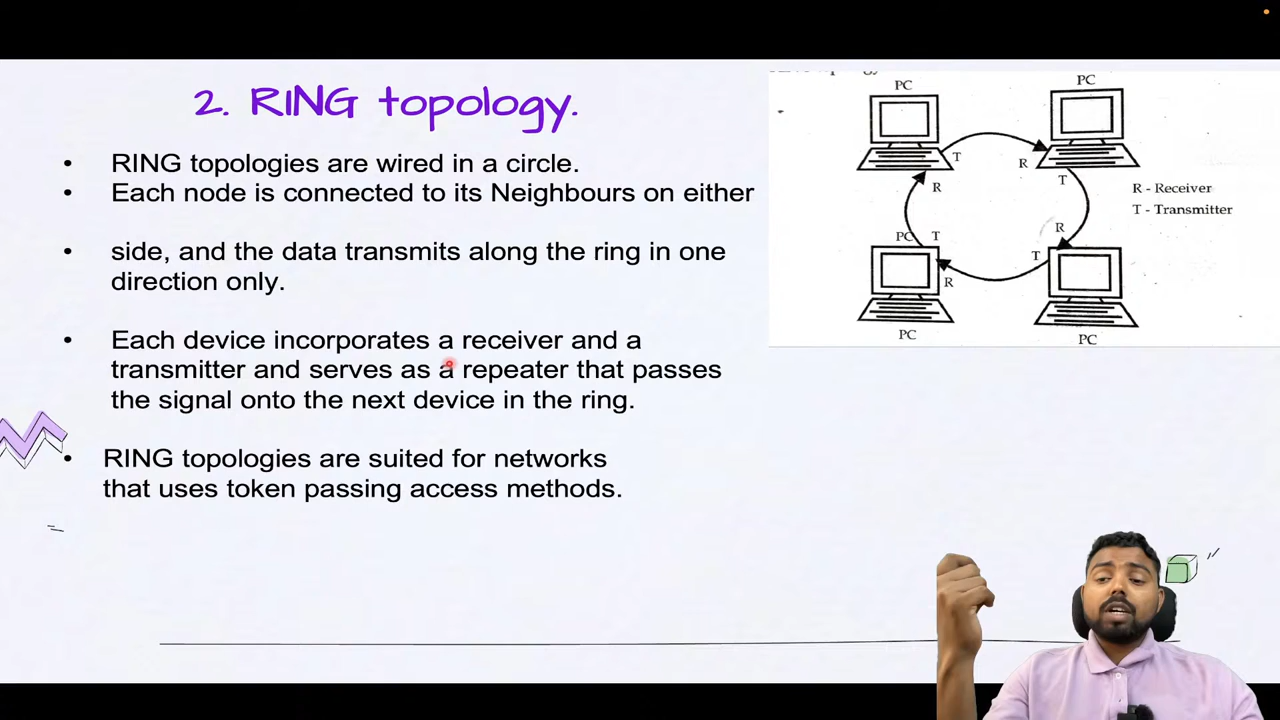 2. RING topology.
• RING topologies are wired in a circle.
• Each node is connected to its Neighbours on either
• side, and the data transmits along the ring in one
direction only.
• Each device incorporates a receiver and a
transmitter and serves as a repeater that passes
the signal onto the next device in the ring.
• RING topologies are suited for networks
that uses token passing access methods.
PC
PC
T
R
R
T
R - Receiver
T - Transmitter
R
PC
T
T
R
PC
PC